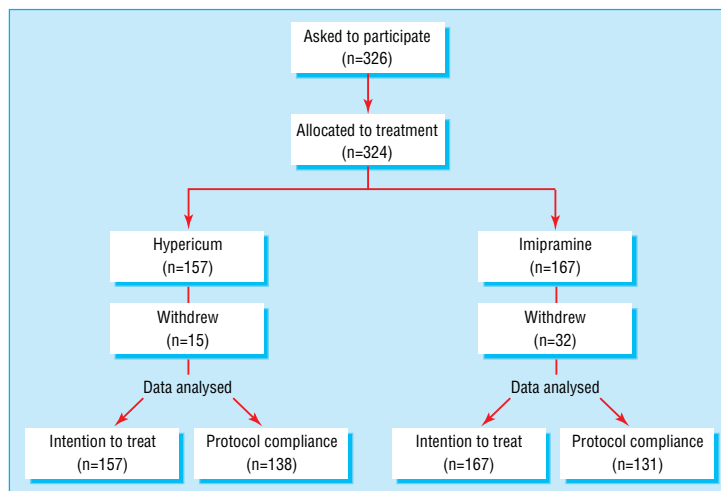 Asked to participate
(n=326)
Allocated to treatment
(n=324)
Hypericum
(n=157)
Imipramine
(n=167)
Withdrew
(n=15)
Withdrew
(n=32)
Data analysed
Data analysed
Intention to treat
(n=157)
Protocol compliance
(n=138)
Intention to treat
(n=167)
Protocol compliance
(n=131)